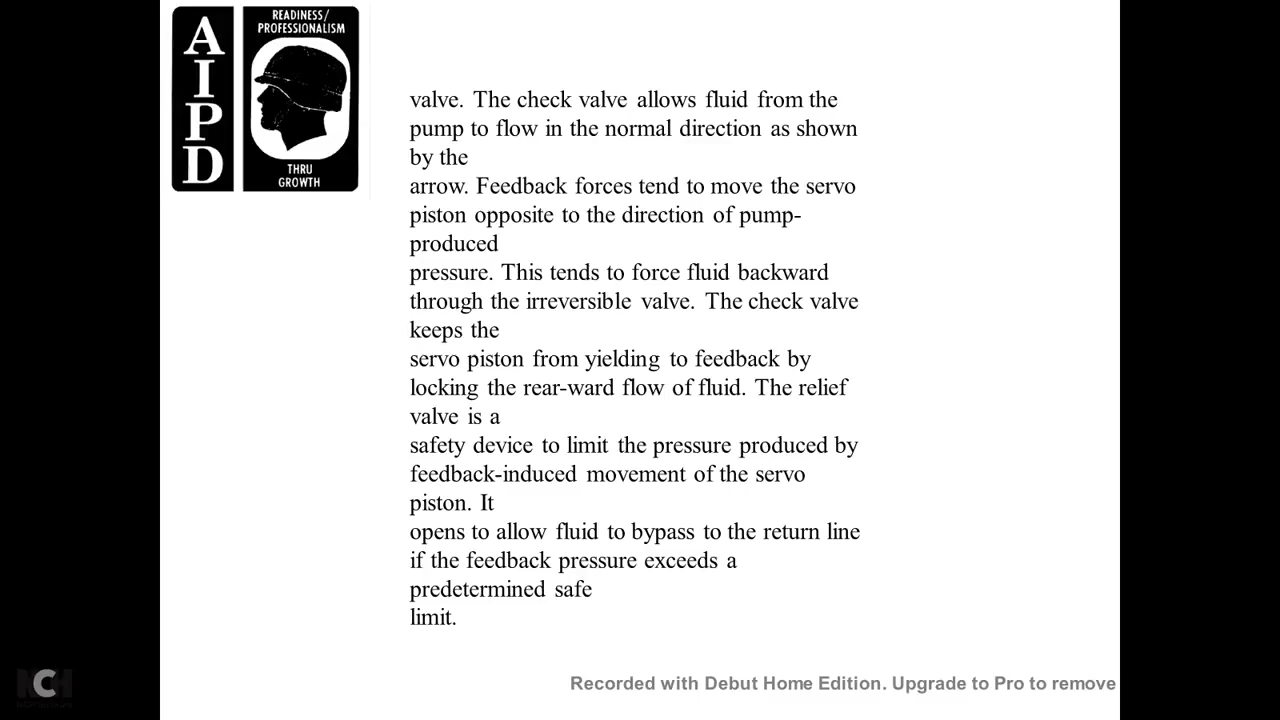 A
I
P
D
READINESS/
PROFESSIONALISM
THRU
GROWTH
valve. The check valve allows fluid from the
pump to flow in the normal direction as shown
by the
arrow. Feedback forces tend to move the servo
piston opposite to the direction of pump-
produced
pressure. This tends to force fluid backward
through the irreversible valve. The check valve
keeps the
servo piston from yielding to feedback by
locking the rear-ward flow of fluid. The relief
valve is a
safety device to limit the pressure produced by
feedback-induced movement of the servo
piston. It
opens to allow fluid to bypass to the return line
if the feedback pressure exceeds a
predetermined safe
limit.
Recorded with Debut Home Edition. Upgrade to Pro to remove